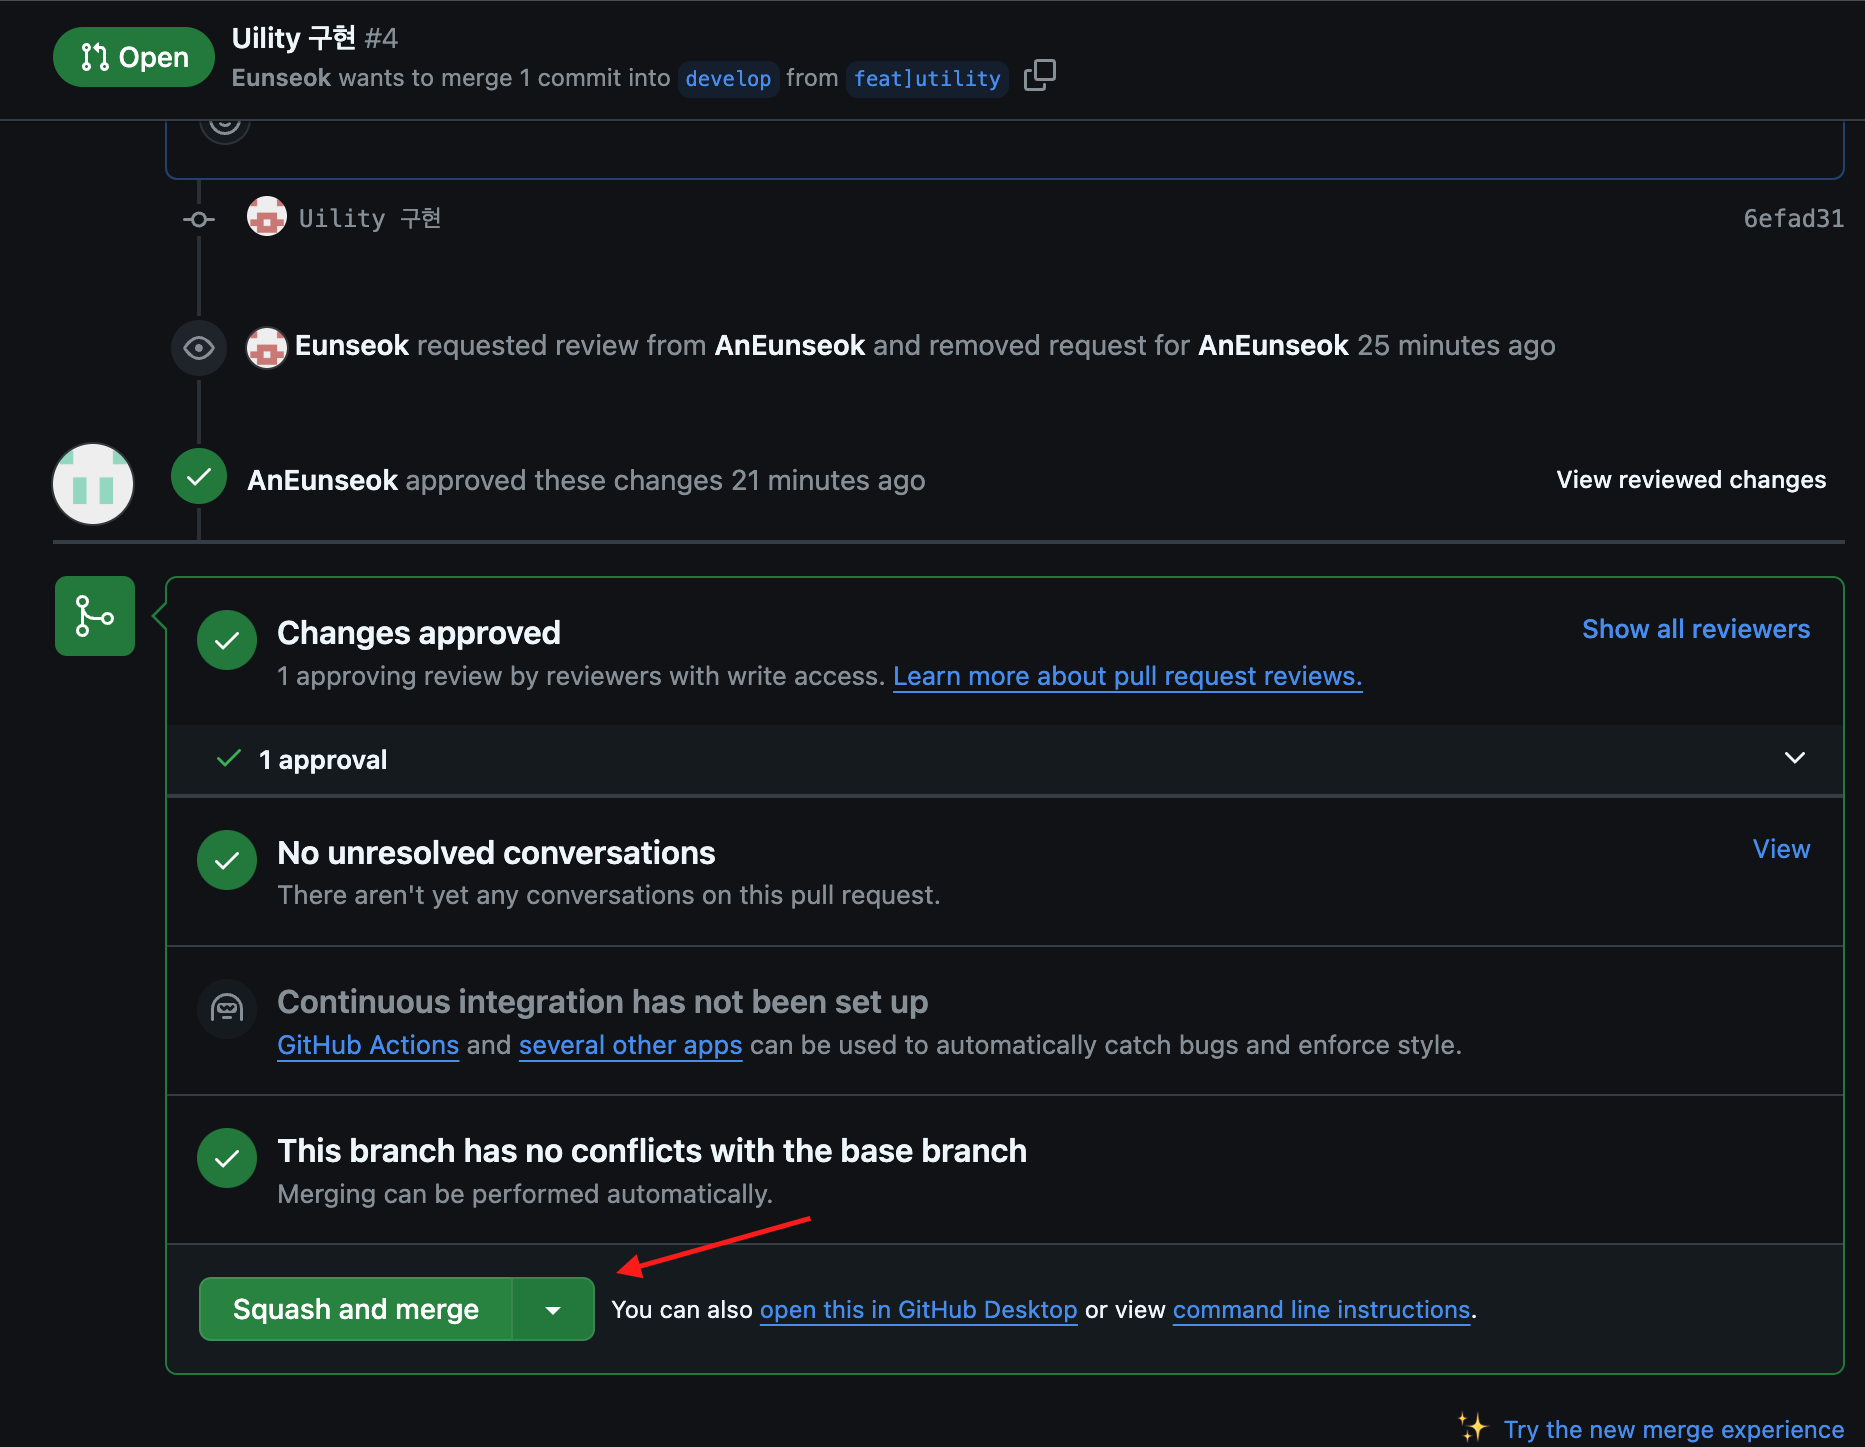 Open
Uility 구현 #4
Eunseok wants to merge 1 commit into develop from feat]utility
Uility 구현 6efad31
Eunseok requested review from AnEunseok and removed request for AnEunseok 25 minutes ago
AnEunseok approved these changes 21 minutes ago View reviewed changes
Changes approved Show all reviewers
1 approving review by reviewers with write access. Learn more about pull request reviews.
1 approval
No unresolved conversations View
There aren't yet any conversations on this pull request.
Continuous integration has not been set up
GitHub Actions and several other apps can be used to automatically catch bugs and enforce style.
This branch has no conflicts with the base branch
Merging can be performed automatically.
Squash and merge You can also open this in GitHub Desktop or view command line instructions.
Try the new merge experience